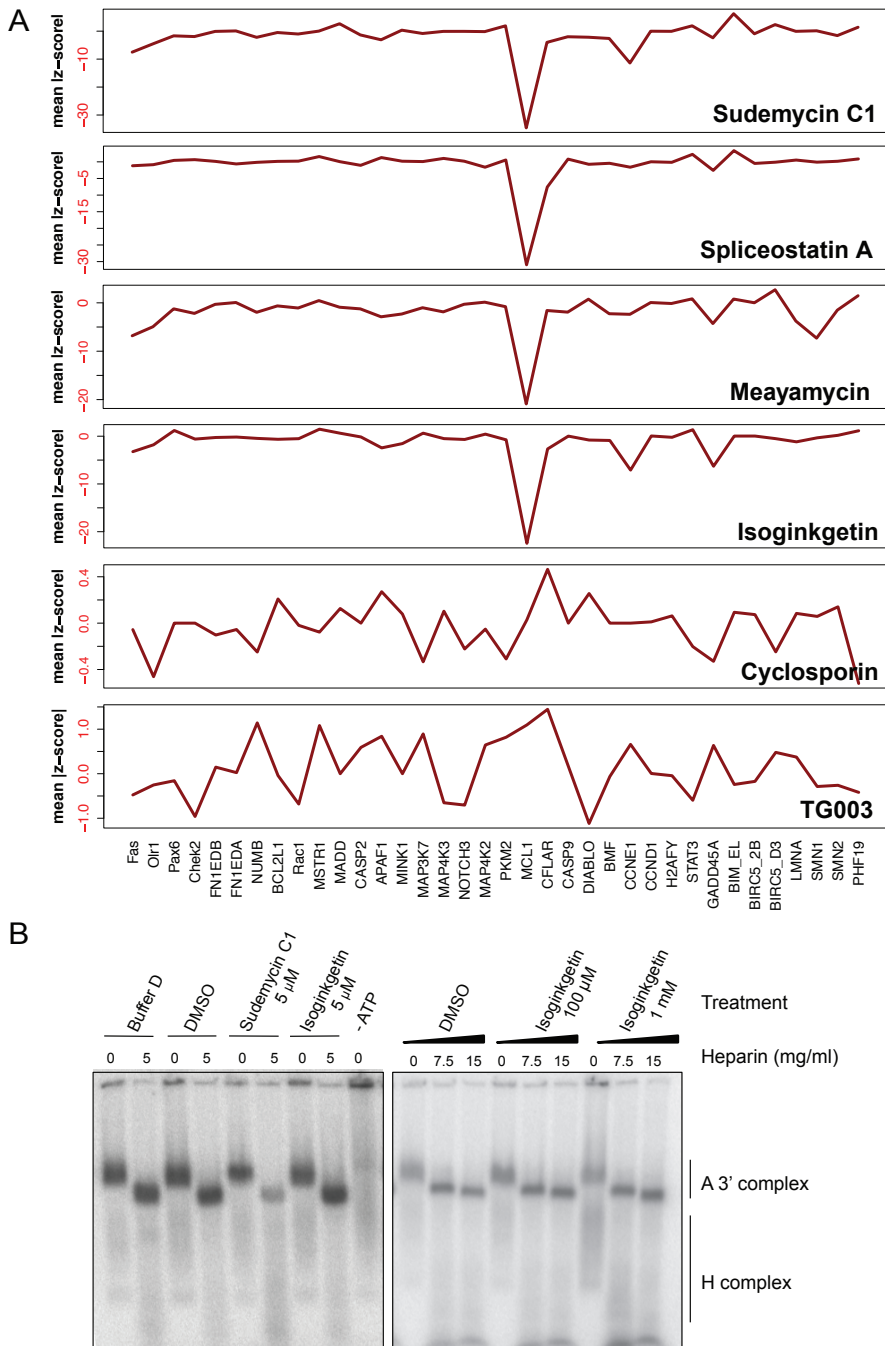 A
mean |z−score|
−10
−30
Sudemycin C1
mean |z−score|
−5
−15
−30
Spliceostatin A
mean |z−score|
0
−10
−20
Meayamycin
mean |z−score|
0
−10
−20
Isoginkgetin
mean |z−score|
0.4
0.0
−0.4
Cyclosporin
mean |z−score|
1.0
0.0
−1.0
TG003
Fas
Olr1
Pax6
Chek2
FN1EDB
FN1EDA
NUMB
BCL2L1
Rac1
MSTR1
MADD
CASP2
APAF1
MINK1
MAP3K7
MAP4K3
NOTCH3
MAP4K2
PKM2
MCL1
CFLAR
CASP9
DIABLO
BMF
CCNE1
CCND1
H2AFY
STAT3
GADD45A
BIM_EL
BIRC5_2B
BIRC5_D3
LMNA
SMN1
SMN2
PHF19
B
Buffer D
DMSO
Sudemycin C1
5 µM
Isoginkgetin
5 µM
- ATP
DMSO
Isoginkgetin
100 µM
Isoginkgetin
1 mM
Treatment
0 5 0 5 0 5 0 5 0 0 7.5 15 0 7.5 15 0 7.5 15 Heparin (mg/ml)
A 3' complex
H complex